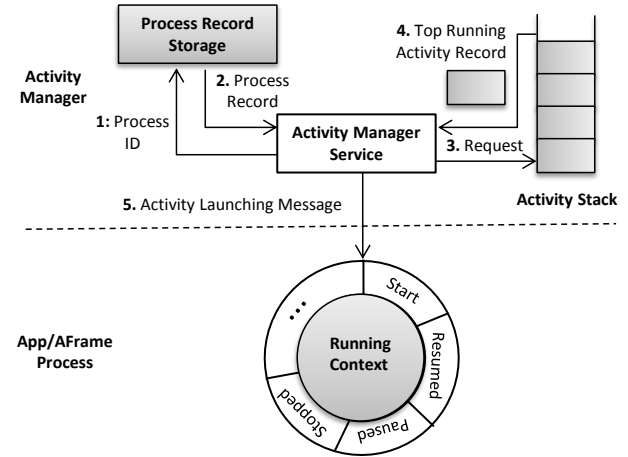 Process Record
Storage
4. Top Running
Activity Record
Activity
Manager
2. Process
Record
1: Process
ID
Activity Manager
Service
3. Request
Activity Stack
5. Activity Launching Message
Start
...
Resumed
Running
Context
App/AFrame
Process
Stopped
Paused